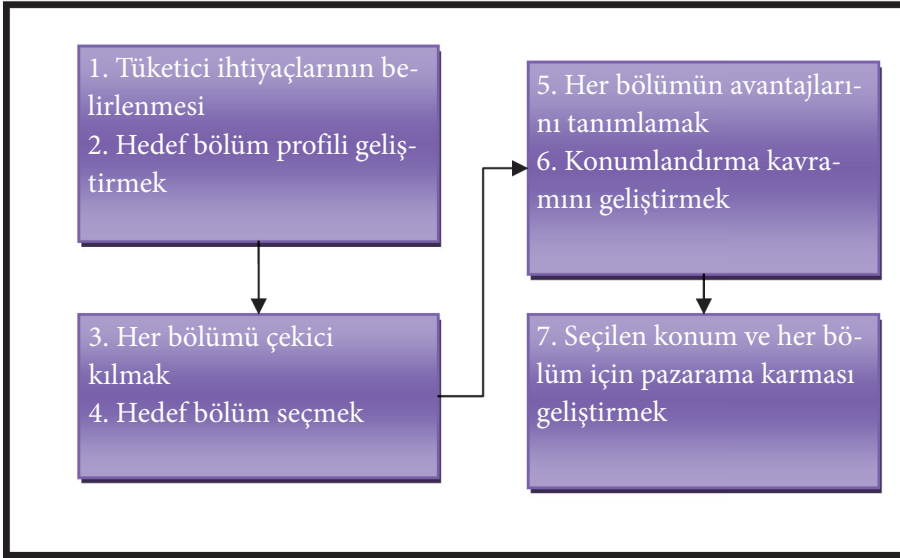 1. Tüketici ihtiyaçlarının be-
lirlenmesi
2. Hedef bölüm profili geliş-
tirmek
3. Her bölümü çekici
kılmak
4. Hedef bölüm seçmek
5. Her bölümün avantajları-
nı tanımlamak
6. Konumlandırma kavra-
mını geliştirmek
7. Seçilen konum ve her bö-
lüm için pazarama karması
geliştirmek